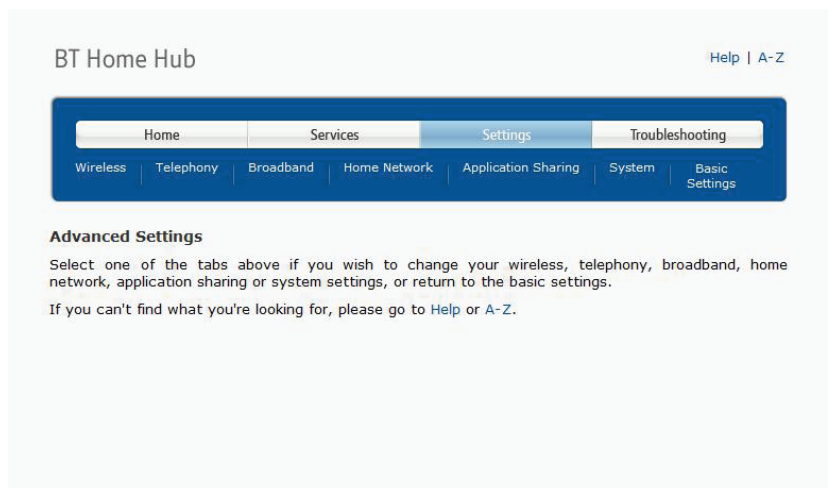 BT Home Hub
Help | A-Z
Home Services Settings Troubleshooting
Wireless Telephony Broadband Home Network Application Sharing System Basic Settings
Advanced Settings
Select one of the tabs above if you wish to change your wireless, telephony, broadband, home
network, application sharing or system settings, or return to the basic settings.
If you can't find what you're looking for, please go to Help or A-Z.